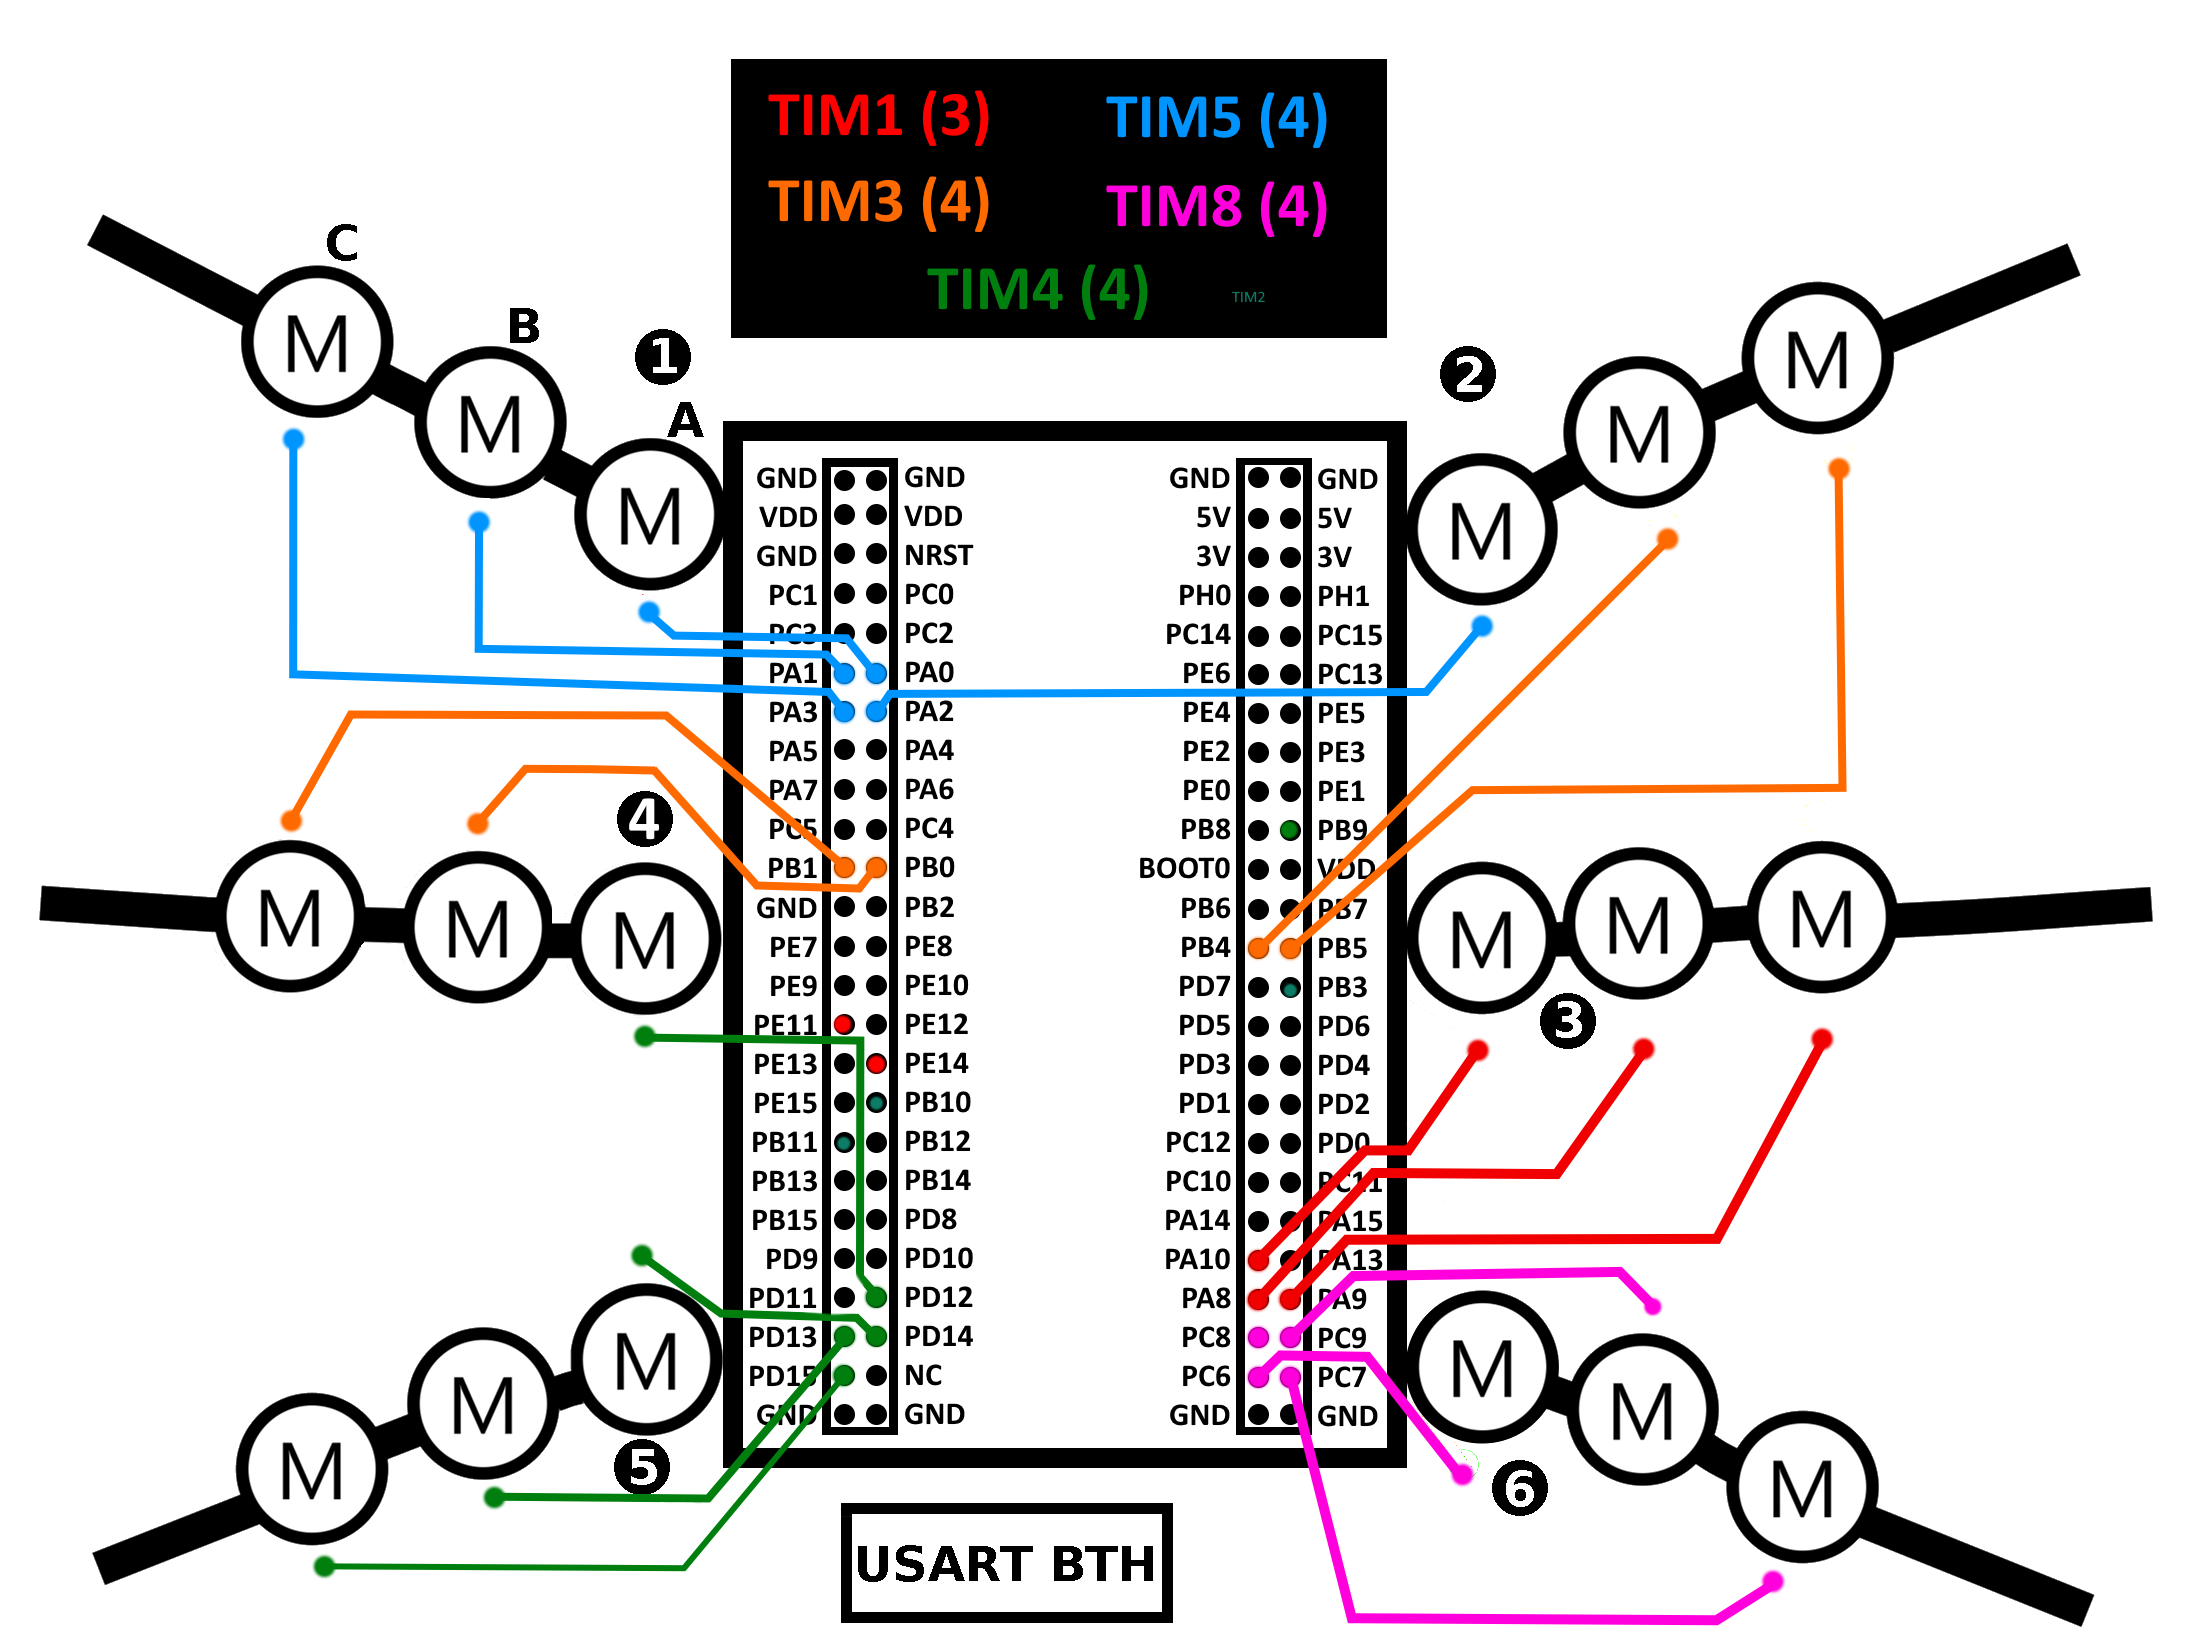 TIM1 (3) TIM5 (4)
TIM3 (4) TIM8 (4)
TIM4 (4) TIM2
C
B
1
A
2
M
M
M
M
M
M
GND GND GND GND
VDD VDD 5V 5V
GND NRST 3V 3V
PC1 PC0 PH0 PH1
PC3 PC2 PC14 PC15
PA1 PA0 PE6 PC13
PA3 PA2 PE4 PE5
PA5 PA4 PE2 PE3
PA7 PA6 PE0 PE1
4
PC5 PC4 PB8 PB9
PB1 PB0 BOOT0 VDD
GND PB2 PB6 PB7
M M M M M M
PE7 PE8 PB4 PB5
PE9 PE10 PD7 PB3
3
PE11 PE12 PD5 PD6
PE13 PE14 PD3 PD4
PE15 PB10 PD1 PD2
PB11 PB12 PC12 PD0
PB13 PB14 PC10 PC11
PB15 PD8 PA14 PA15
PD9 PD10 PA10 PA13
PD11 PD12 PA8 PA9
PD13 PD14 PC8 PC9
PD15 NC PC6 PC7
GND GND GND GND
M
M
M
M
M
M
5
6
USART BTH